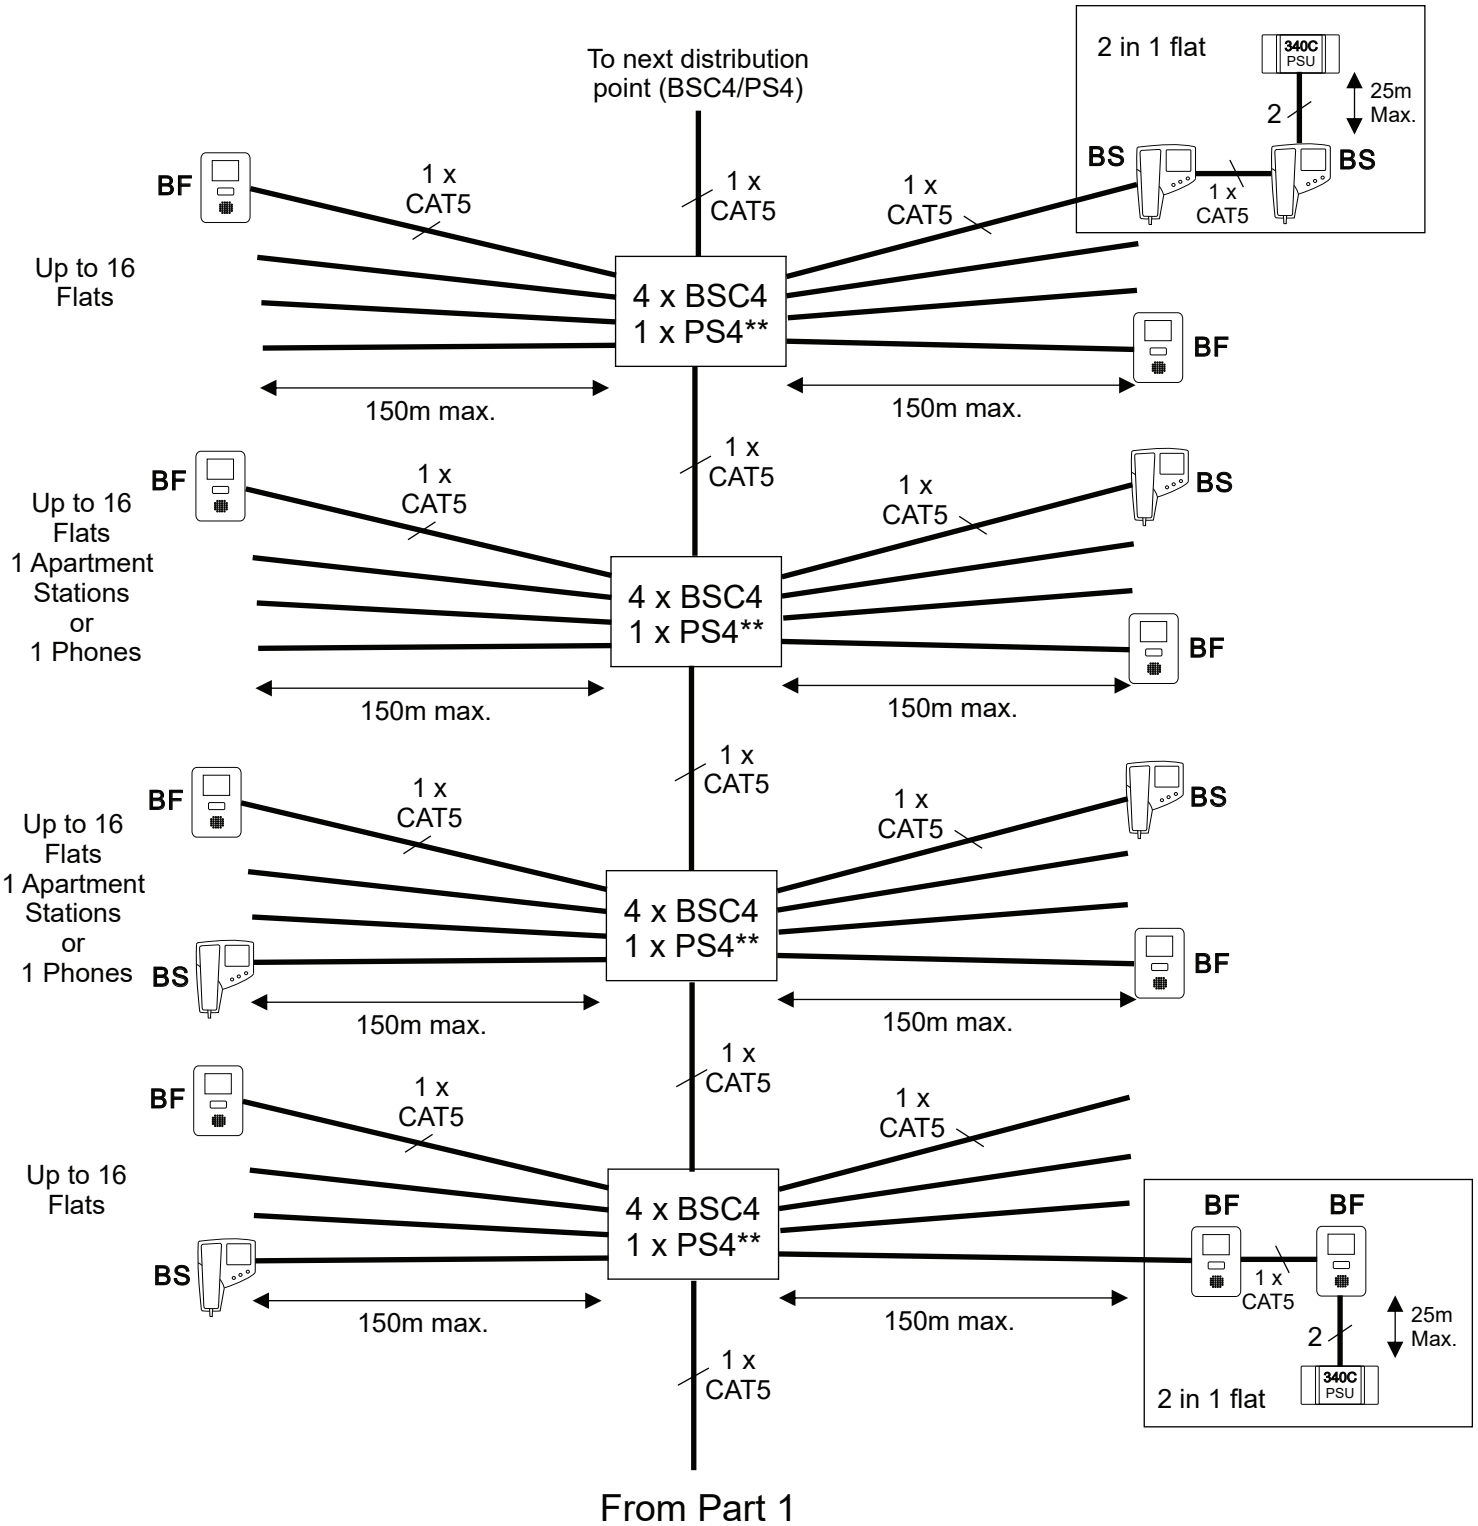 To next distribution
point (BSC4/PS4)
2 in 1 flat
340C
PSU
25m
Max.
2
BS
BS
1 x
CAT5
BF
1 x
CAT5
1 x
CAT5
1 x
CAT5
Up to 16
Flats
4 x BSC4
1 x PS4**
BF
150m max.
150m max.
1 x
CAT5
BF
1 x
CAT5
1 x
CAT5
BS
Up to 16
Flats
1 Apartment
Stations
or
1 Phones
4 x BSC4
1 x PS4**
BF
150m max.
150m max.
1 x
CAT5
BF
1 x
CAT5
1 x
CAT5
BS
Up to 16
Flats
1 Apartment
Stations
or
1 Phones
4 x BSC4
1 x PS4**
BS
BF
150m max.
150m max.
1 x
CAT5
BF
1 x
CAT5
1 x
CAT5
Up to 16
Flats
4 x BSC4
1 x PS4**
BS
BF
BF
1 x
CAT5
150m max.
150m max.
25m
Max.
2
340C
PSU
2 in 1 flat
1 x
CAT5
From Part 1